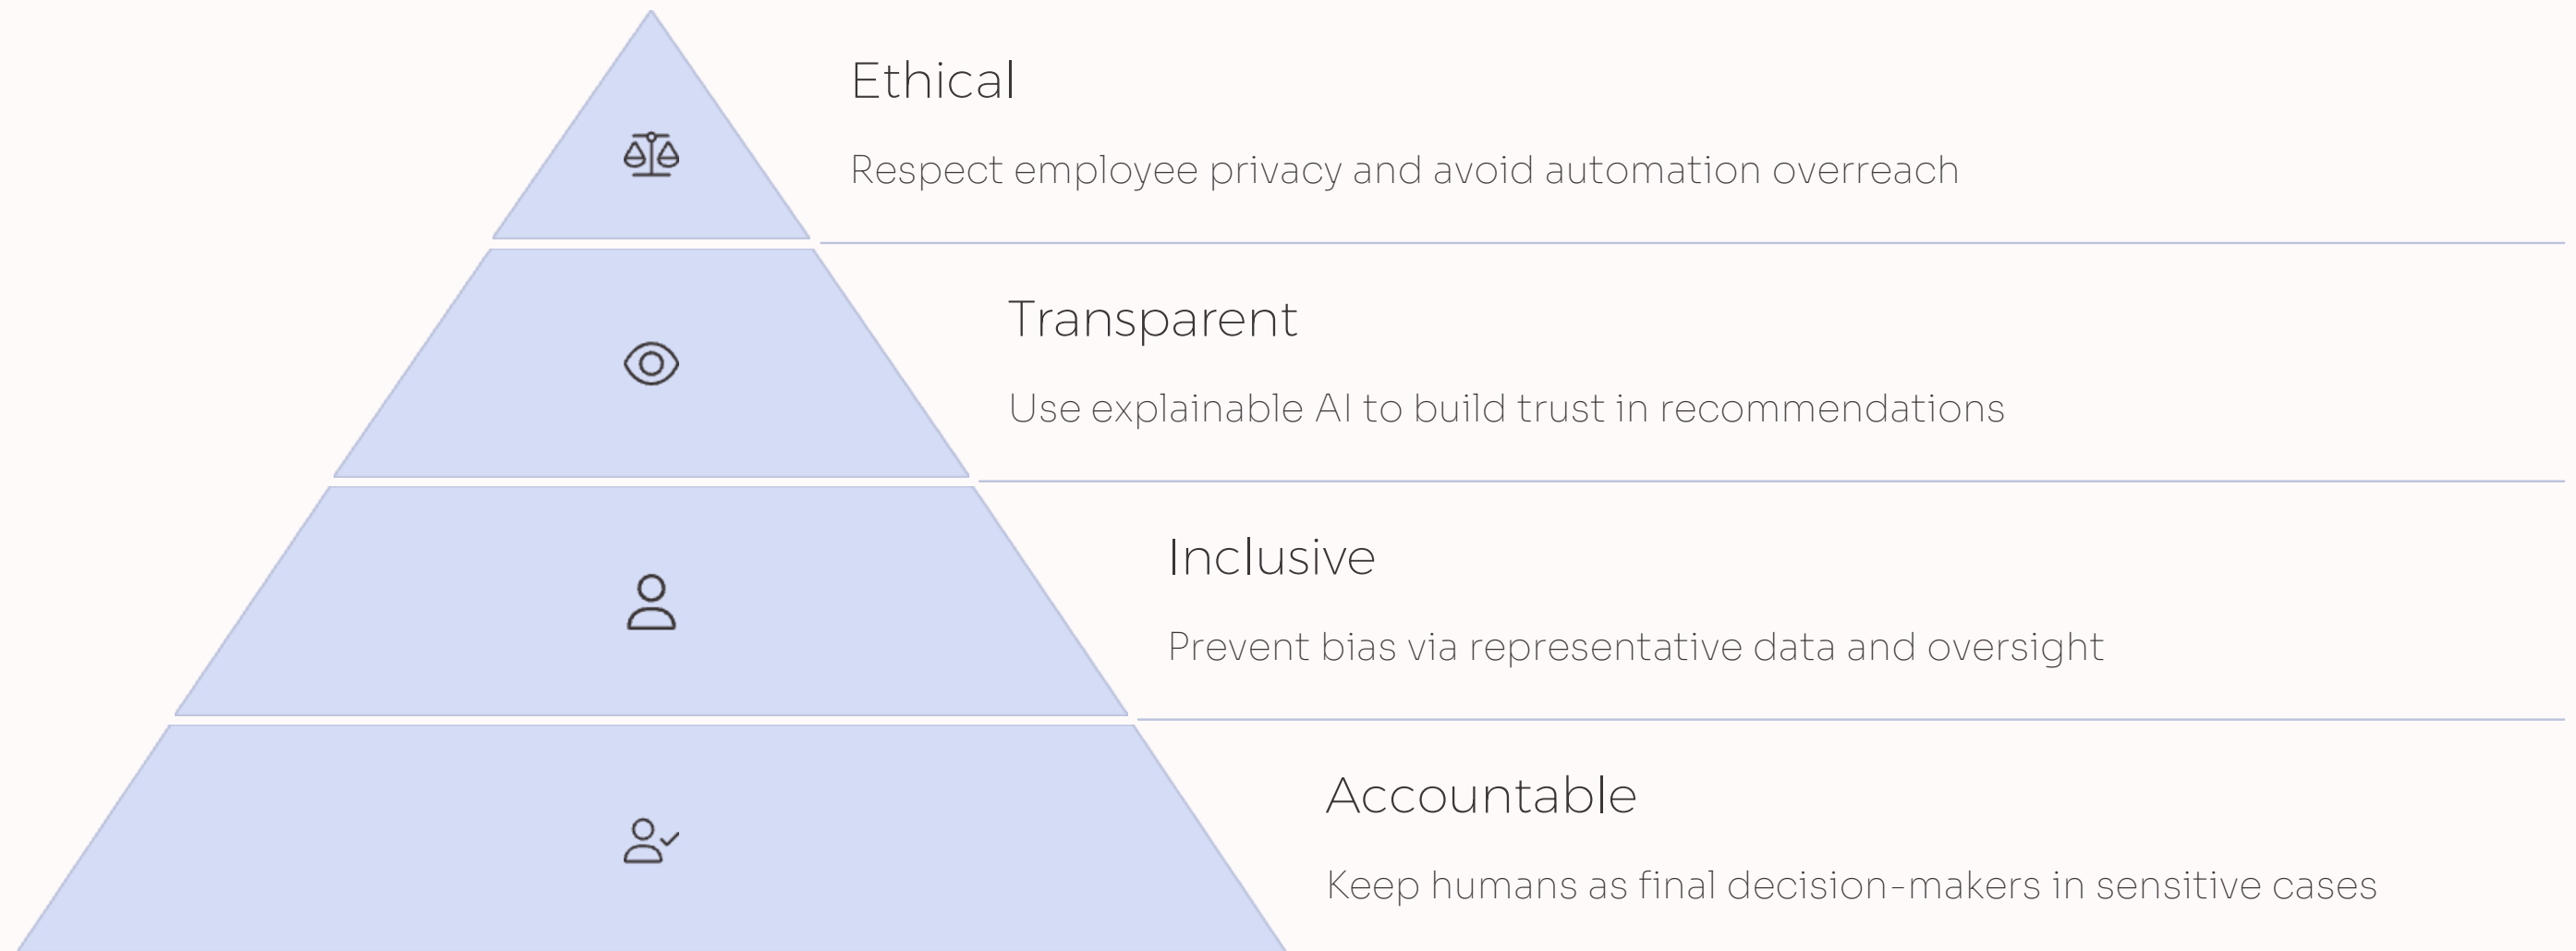 Ethical
Respect employee privacy and avoid automation overreach
Transparent
Use explainable AI to build trust in recommendations
Inclusive
Prevent bias via representative data and oversight
Accountable
Keep humans as final decision-makers in sensitive cases